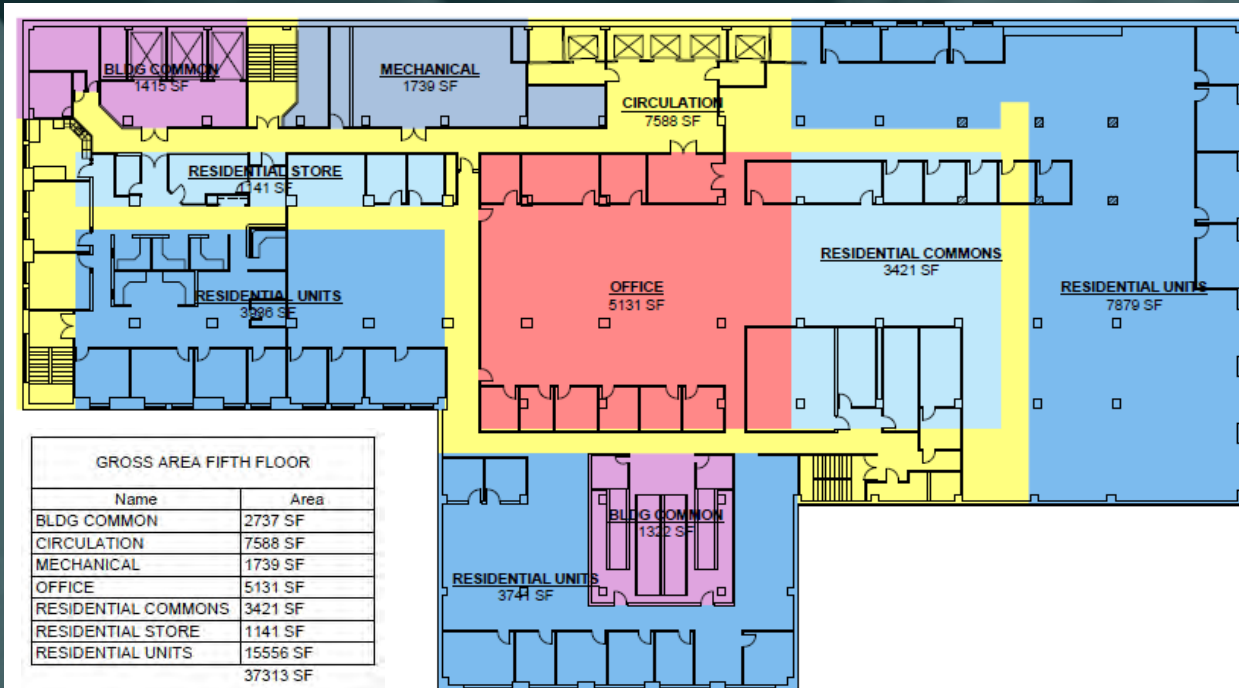 BLDG COMMON
1415 SF
MECHANICAL
1739 SF
CIRCULATION
7588 SF
RESIDENTIAL STORE
1141 SF
RESIDENTIAL COMMONS
3421 SF
OFFICE
5131 SF
RESIDENTIAL UNITS
7879 SF
RESIDENTIAL UNITS
3936 SF
BLDG COMMON
1322 SF
RESIDENTIAL UNITS
3741 SF
GROSS AREA FIFTH FLOOR
Name Area
BLDG COMMON 2737 SF
CIRCULATION 7588 SF
MECHANICAL 1739 SF
OFFICE 5131 SF
RESIDENTIAL COMMONS 3421 SF
RESIDENTIAL STORE 1141 SF
RESIDENTIAL UNITS 15556 SF
37313 SF